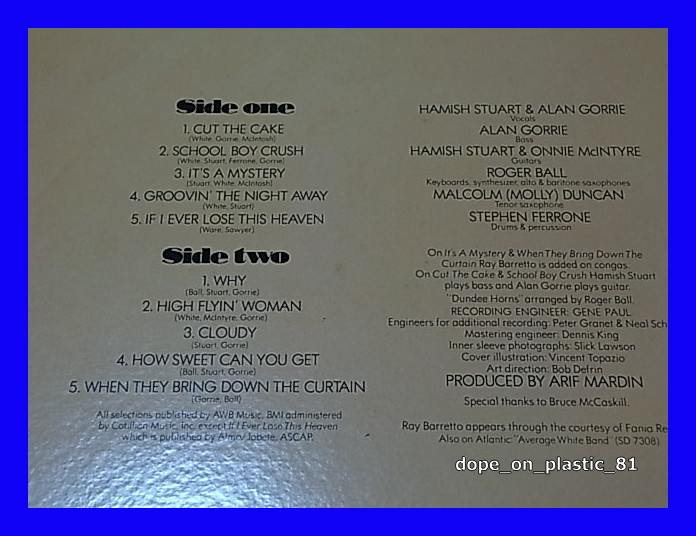 Side one
1. CUT THE CAKE
(White, Gorrie, McIntosh)
2. SCHOOL BOY CRUSH
(White, Stuart, Ferrone, Gorrie)
3. IT'S A MYSTERY
(Stuart, White, McIntosh)
4. GROOVIN' THE NIGHT AWAY
(White, Stuart)
5. IF I EVER LOSE THIS HEAVEN
(Ware, Sawyer)
Side two
1. WHY
(Ball, Stuart, Gorrie)
2. HIGH FLYIN' WOMAN
(White, McIntyre, Gorrie)
3. CLOUDY
(Stuart, Gorrie)
4. HOW SWEET CAN YOU GET
(Ball, Stuart, Gorrie)
5. WHEN THEY BRING DOWN THE CURTAIN
(Gorrie, Ball)
All selections published by AWB Music, BMI administered
by Cotillion Music, Inc. except If I Ever Lose This Heaven
which is published by Almo/Jobete, ASCAP.
HAMISH STUART & ALAN GORRIE
Vocals
ALAN GORRIE
Bass
HAMISH STUART & ONNIE McINTYRE
Guitars
ROGER BALL
Keyboards, synthesizer, alto & baritone saxophones
MALCOLM (MOLLY) DUNCAN
Tenor saxophone
STEPHEN FERRONE
Drums & percussion
On It's A Mystery & When They Bring Down The
Curtain Ray Barretto is added on congas.
On Cut The Cake & School Boy Crush Hamish Stuart
plays bass and Alan Gorrie plays guitar.
"Dundee Horns" arranged by Roger Ball.
RECORDING ENGINEER: GENE PAUL
Engineers for additional recording: Peter Granet & Neal Sch
Mastering engineer: Dennis King
Inner sleeve photographs: Slick Lawson
Cover illustration: Vincent Topazio
Art direction: Bob Defrin
PRODUCED BY ARIF MARDIN
Special thanks to Bruce McCaskill.
Ray Barretto appears through the courtesy of Fania Re
Also on Atlantic: "Average White Band" (SD 7308)
dope_on_plastic_81